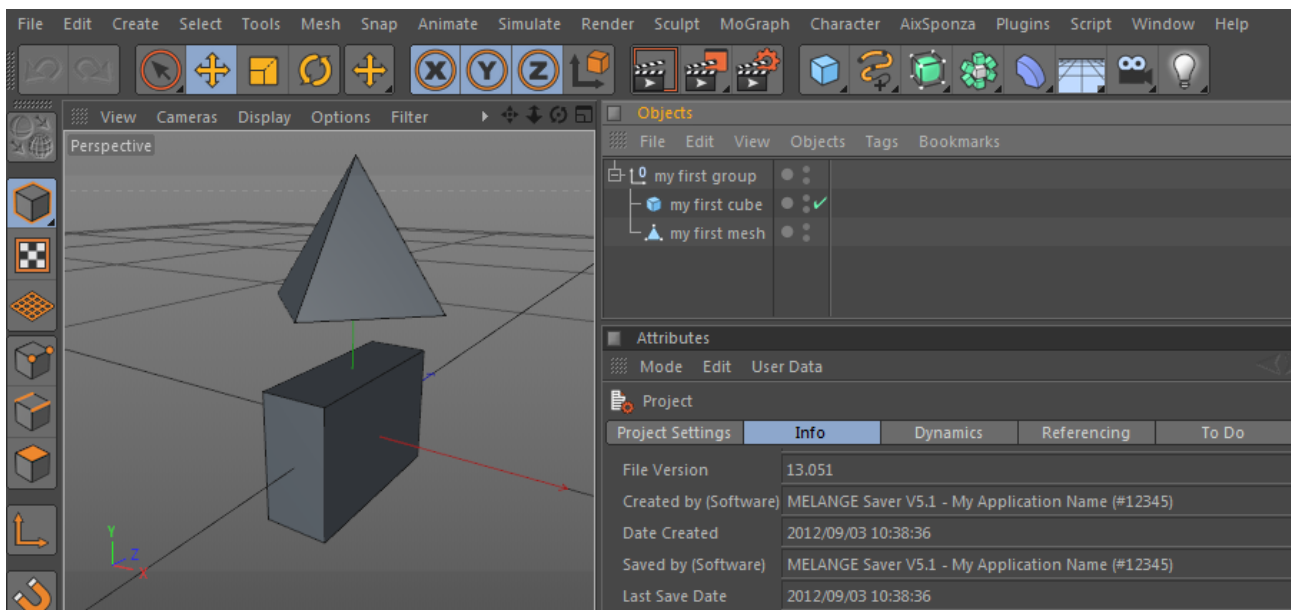 File Edit Create Select Tools Mesh Snap Animate Simulate Render Sculpt MoGraph Character AixSponza Plugins Script Window Help
X Y Z
View Cameras Display Options Filter
Perspective
Y
Z
X
Objects
File Edit View Objects Tags Bookmarks
0 my first group
my first cube
my first mesh
Attributes
Mode Edit User Data
Project
Project Settings Info Dynamics Referencing To Do
File Version 13.051
Created by (Software) MELANGE Saver V5.1 - My Application Name (#12345)
Date Created 2012/09/03 10:38:36
Saved by (Software) MELANGE Saver V5.1 - My Application Name (#12345)
Last Save Date 2012/09/03 10:38:36